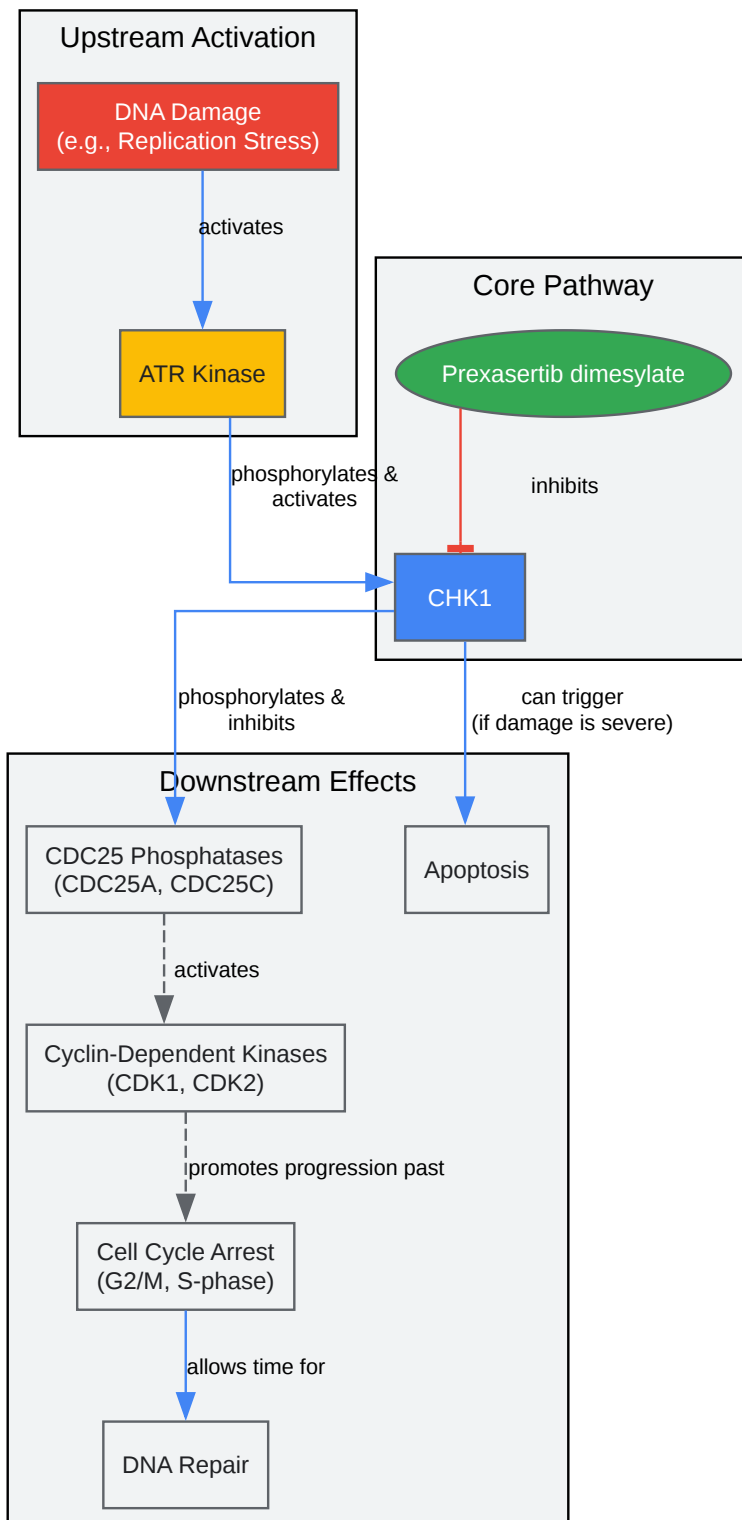 Upstream Activation
DNA Damage
(e.g., Replication Stress)
activates
ATR Kinase
phosphorylates &
activates
Core Pathway
Prexasertib dimesylate
inhibits
CHK1
phosphorylates &
inhibits
can trigger
(if damage is severe)
Downstream Effects
CDC25 Phosphatases
(CDC25A, CDC25C)
Apoptosis
activates
Cyclin-Dependent Kinases
(CDK1, CDK2)
promotes progression past
Cell Cycle Arrest
(G2/M, S-phase)
allows time for
DNA Repair